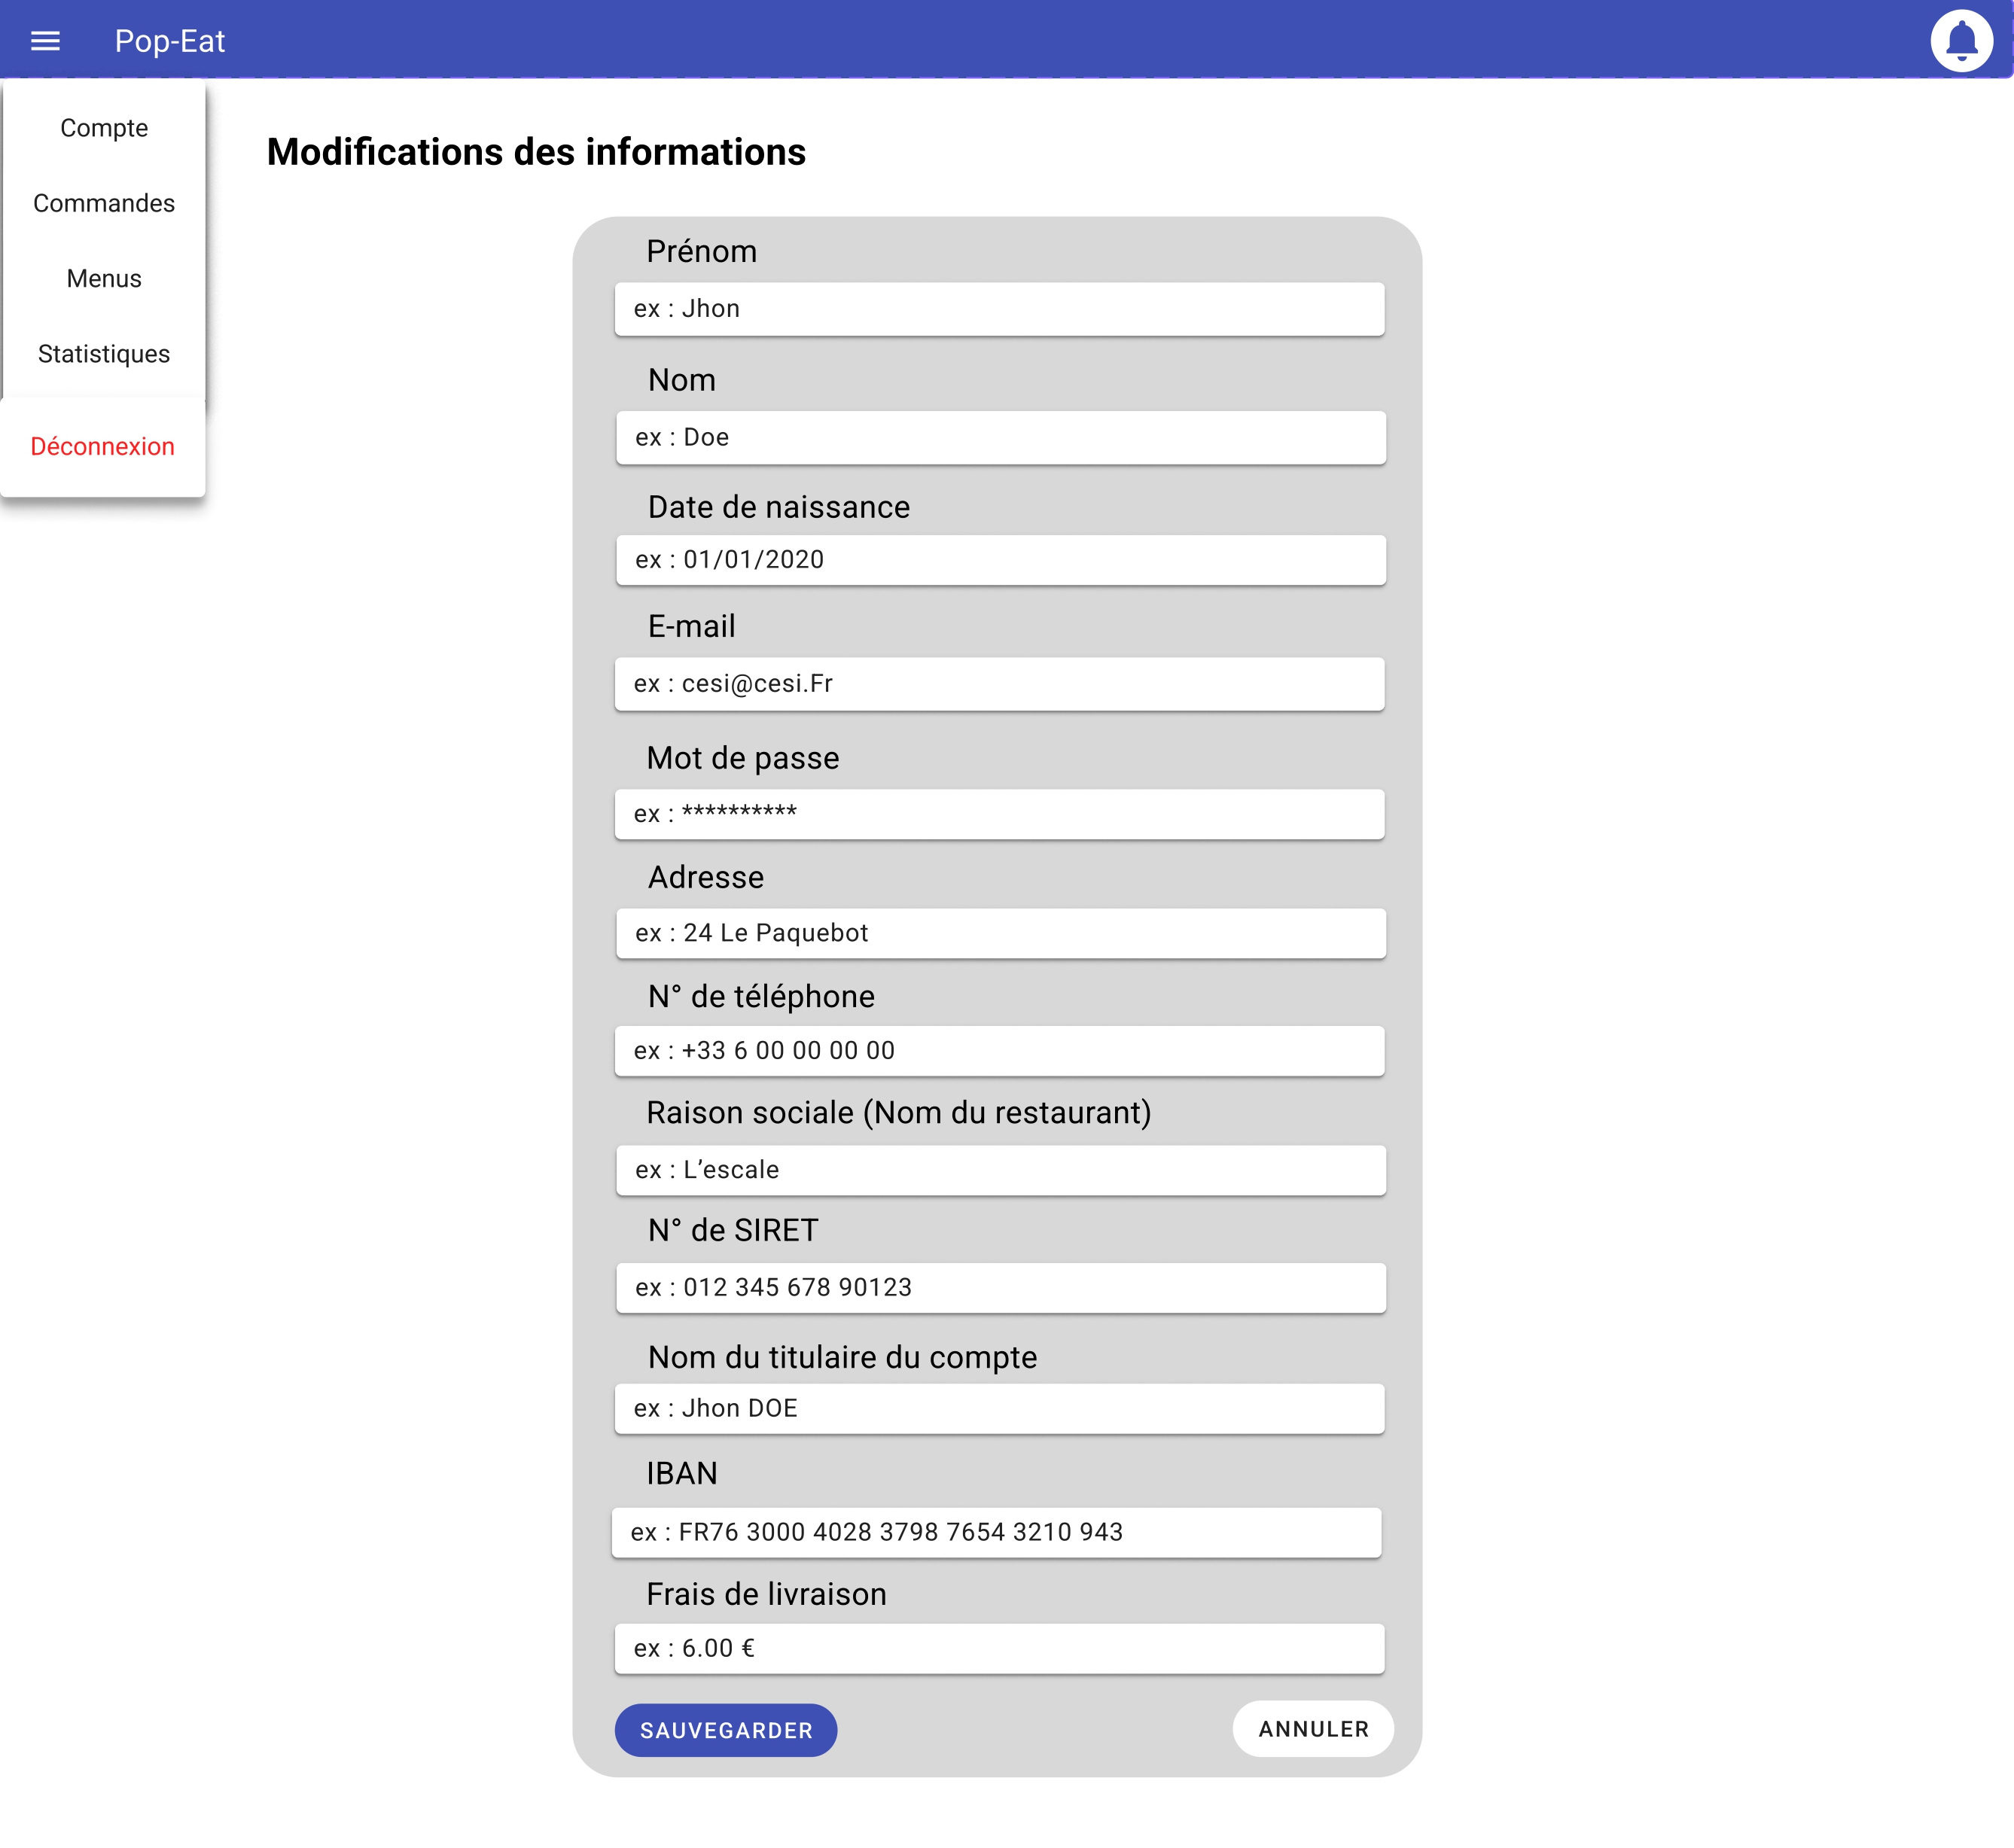 Pop-Eat
Compte
Commandes
Menus
Statistiques
Déconnexion
Modifications des informations
Prénom
ex : Jhon
Nom
ex : Doe
Date de naissance
ex : 01/01/2020
E-mail
ex : cesi@cesi.Fr
Mot de passe
ex : **********
Adresse
ex : 24 Le Paquebot
N° de téléphone
ex : +33 6 00 00 00 00
Raison sociale (Nom du restaurant)
ex : L’escale
N° de SIRET
ex : 012 345 678 90123
Nom du titulaire du compte
ex : Jhon DOE
IBAN
ex : FR76 3000 4028 3798 7654 3210 943
Frais de livraison
ex : 6.00 €
SAUVEGARDER
ANNULER